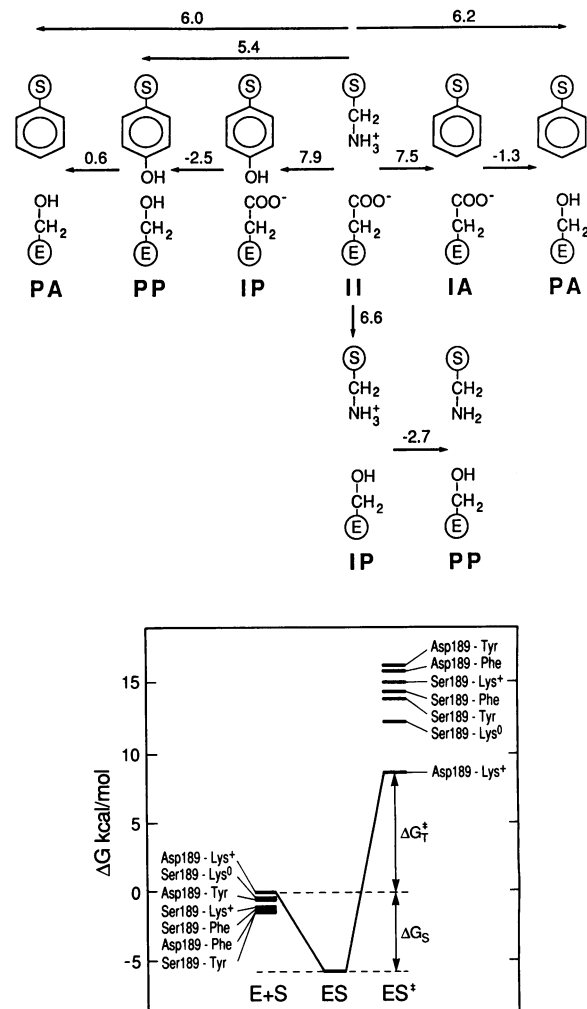 6.0 6.2
5.4
S S S S S S
CH2
NH3+
OH OH
0.6 -2.5 7.9 7.5 -1.3
OH OH COO- COO- COO- OH
CH2 CH2 CH2 CH2 CH2 CH2
E E E E E E
PA PP IP II IA PA
6.6
S S
CH2 CH2
NH3+ NH2
-2.7
OH OH
CH2 CH2
E E
IP PP
ΔG kcal/mol
15
10
5
0
-5
Asp189 - Tyr
Asp189 - Phe
Ser189 - Lys+
Ser189 - Phe
Ser189 - Tyr
Ser189 - Lys0
Asp189 - Lys+
ΔG‡T
Asp189 - Lys+
Ser189 - Lys0
Asp189 - Tyr
Ser189 - Lys+
Ser189 - Phe
Asp189 - Phe
Ser189 - Tyr
ΔGS
E+S ES ES‡